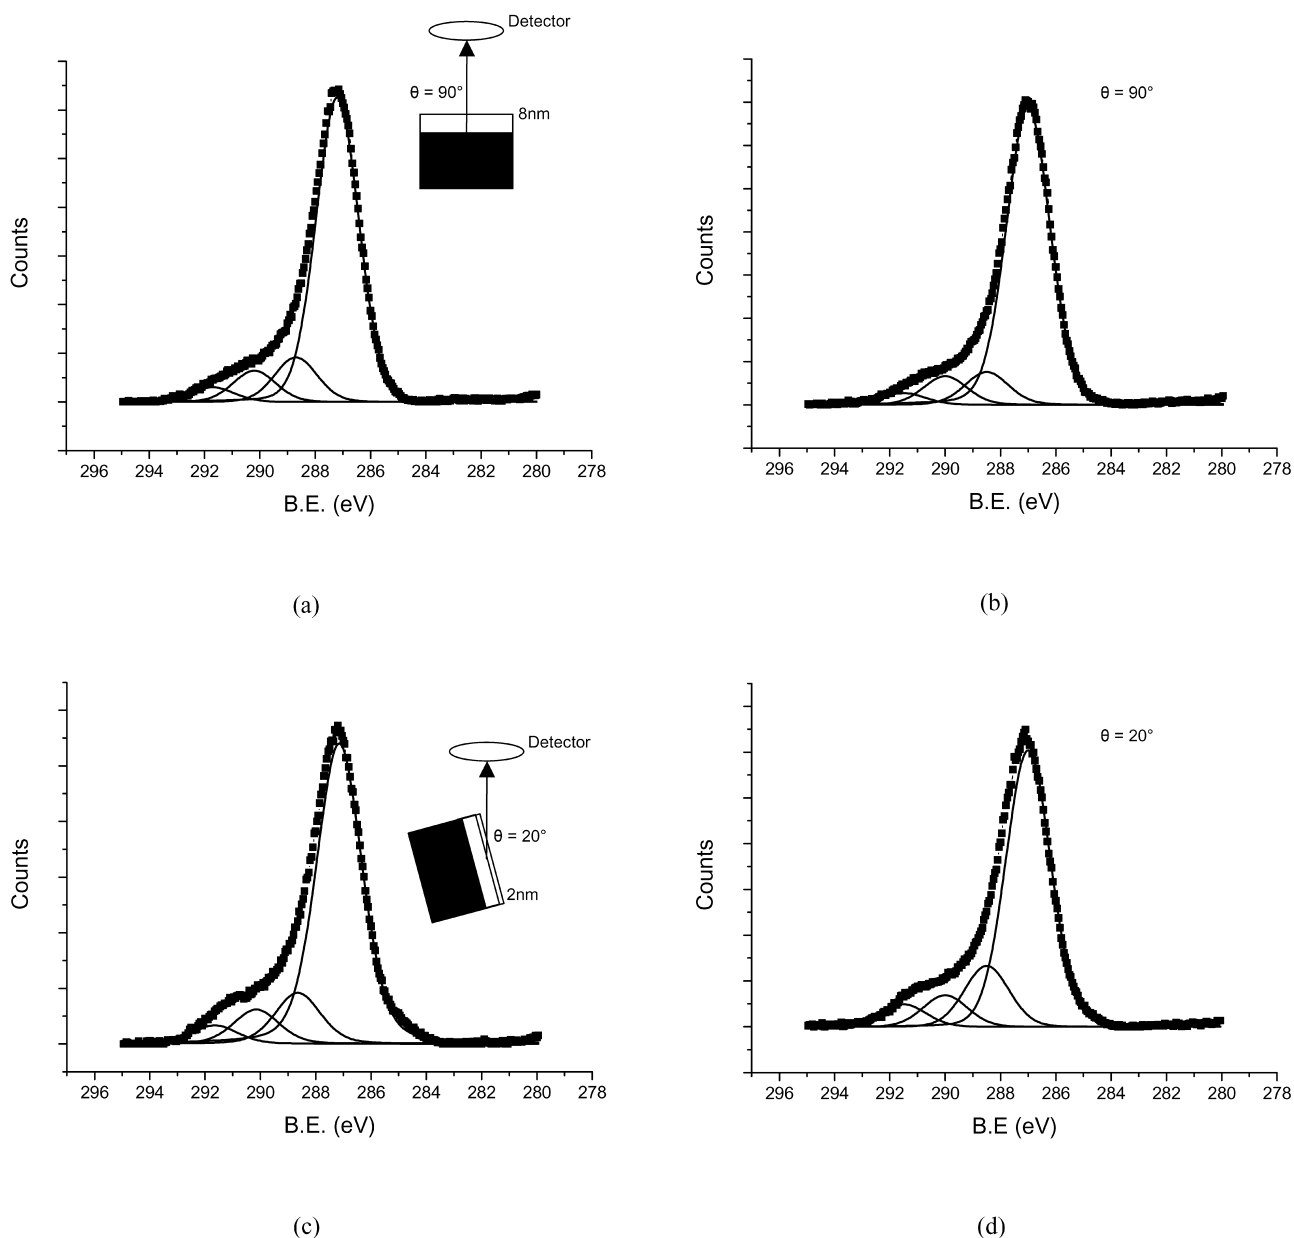 Detector
θ = 90°
8nm
Counts
296 294 292 290 288 286 284 282 280 278
B.E. (eV)
(a)
θ = 90°
Counts
296 294 292 290 288 286 284 282 280 278
B.E. (eV)
(b)
Detector
θ = 20°
2nm
Counts
296 294 292 290 288 286 284 282 280 278
B.E. (eV)
(c)
θ = 20°
Counts
296 294 292 290 288 286 284 282 280 278
B.E (eV)
(d)